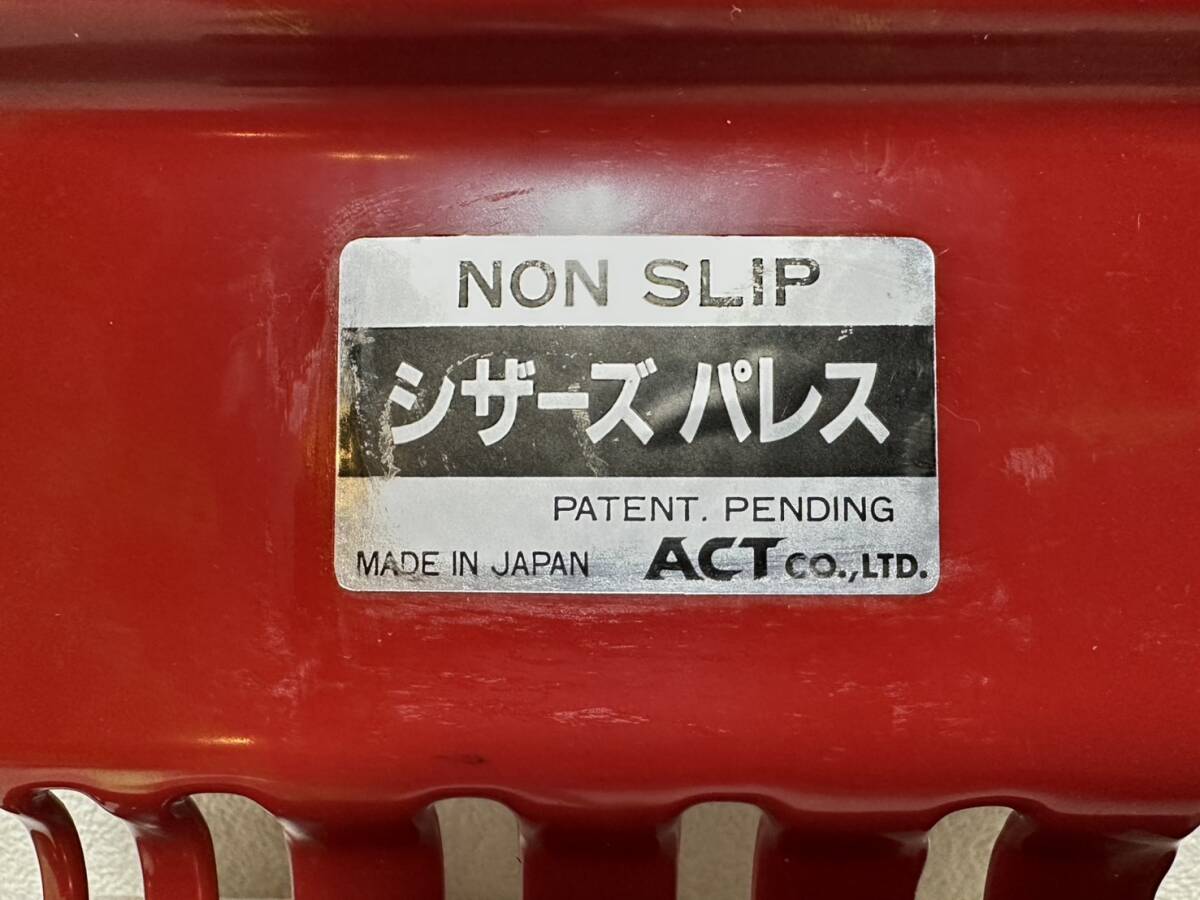 NON SLIP
シザーズ パレス
PATENT. PENDING
MADE IN JAPAN ACT CO.,LTD.